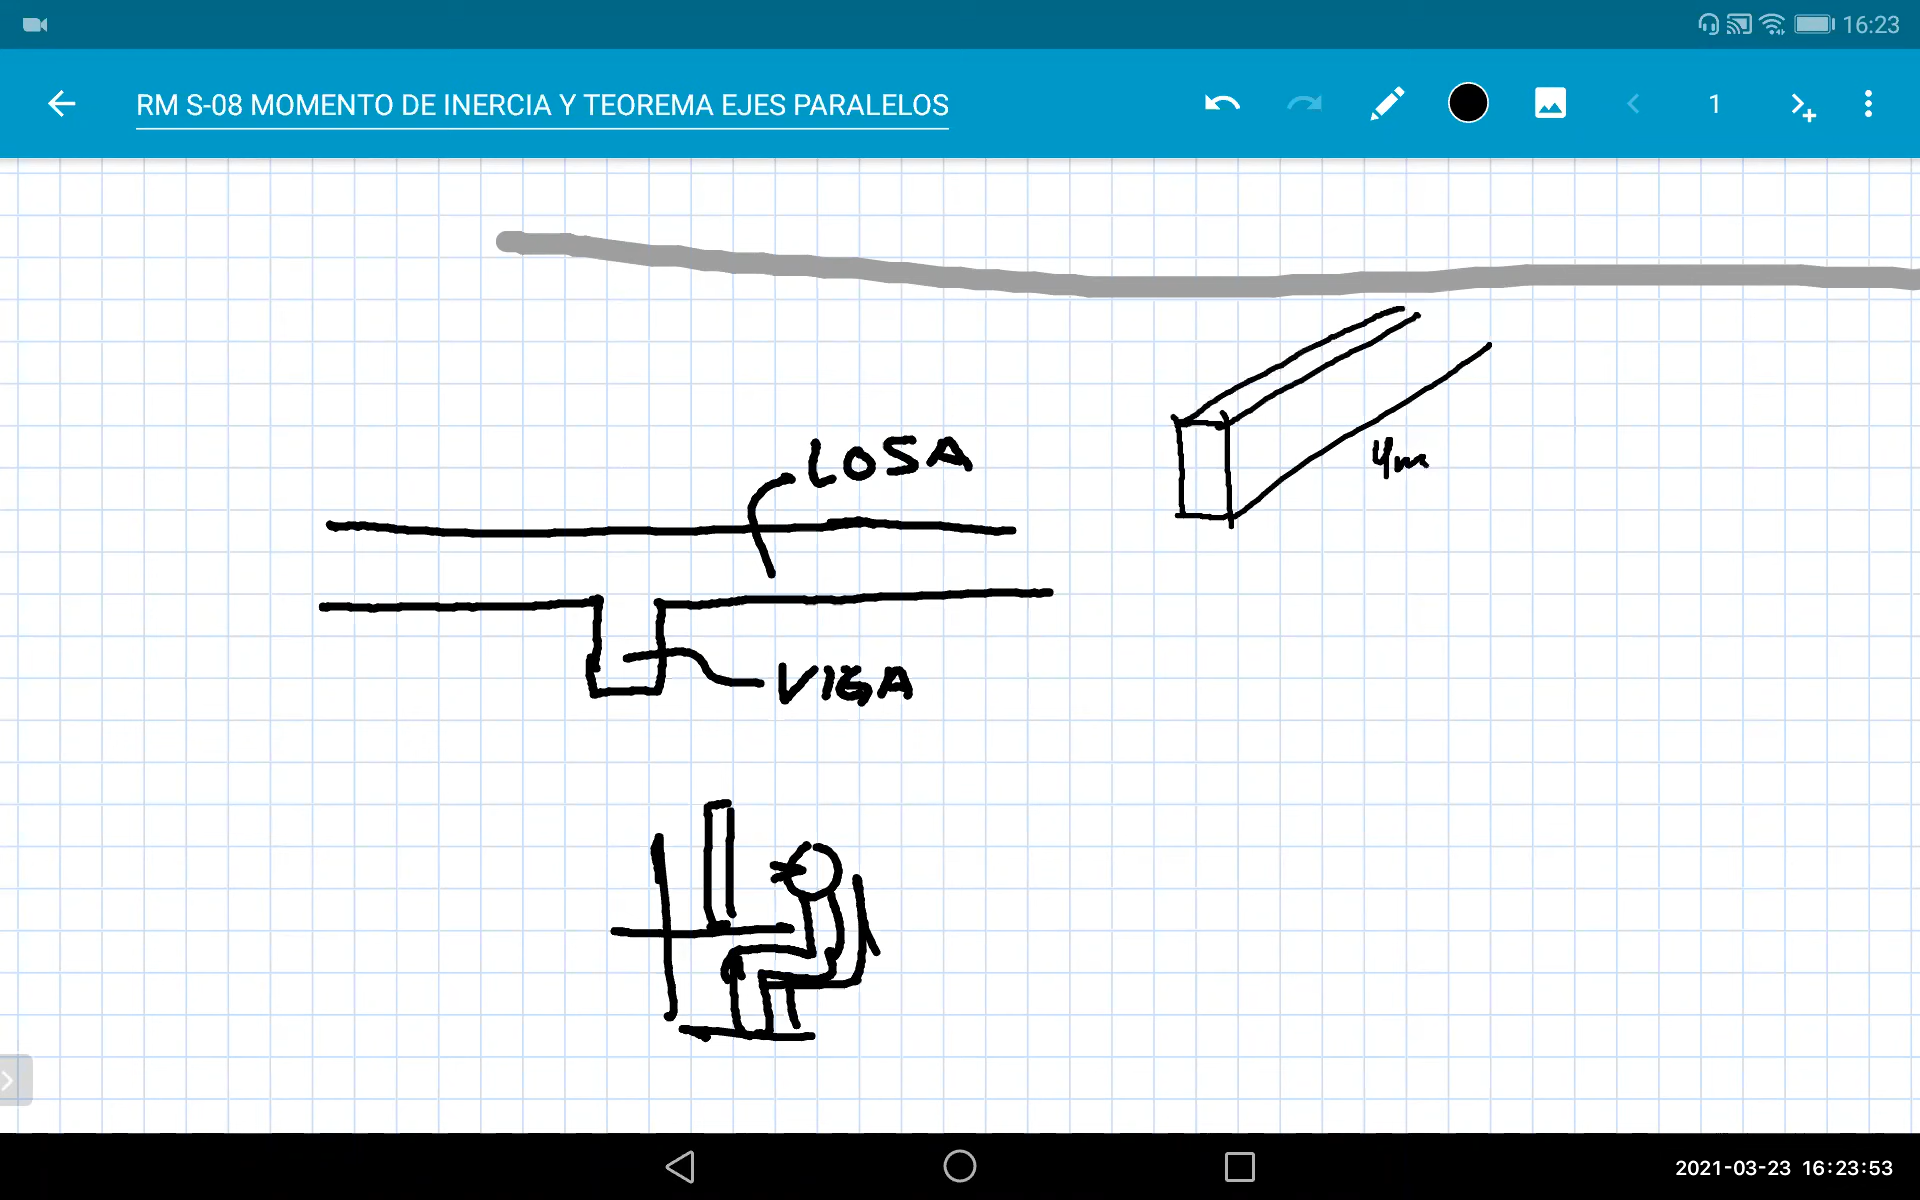 16:23
RM S-08 MOMENTO DE INERCIA Y TEOREMA EJES PARALELOS
1
LOSA
4m
VIGA
2021-03-23 16:23:53